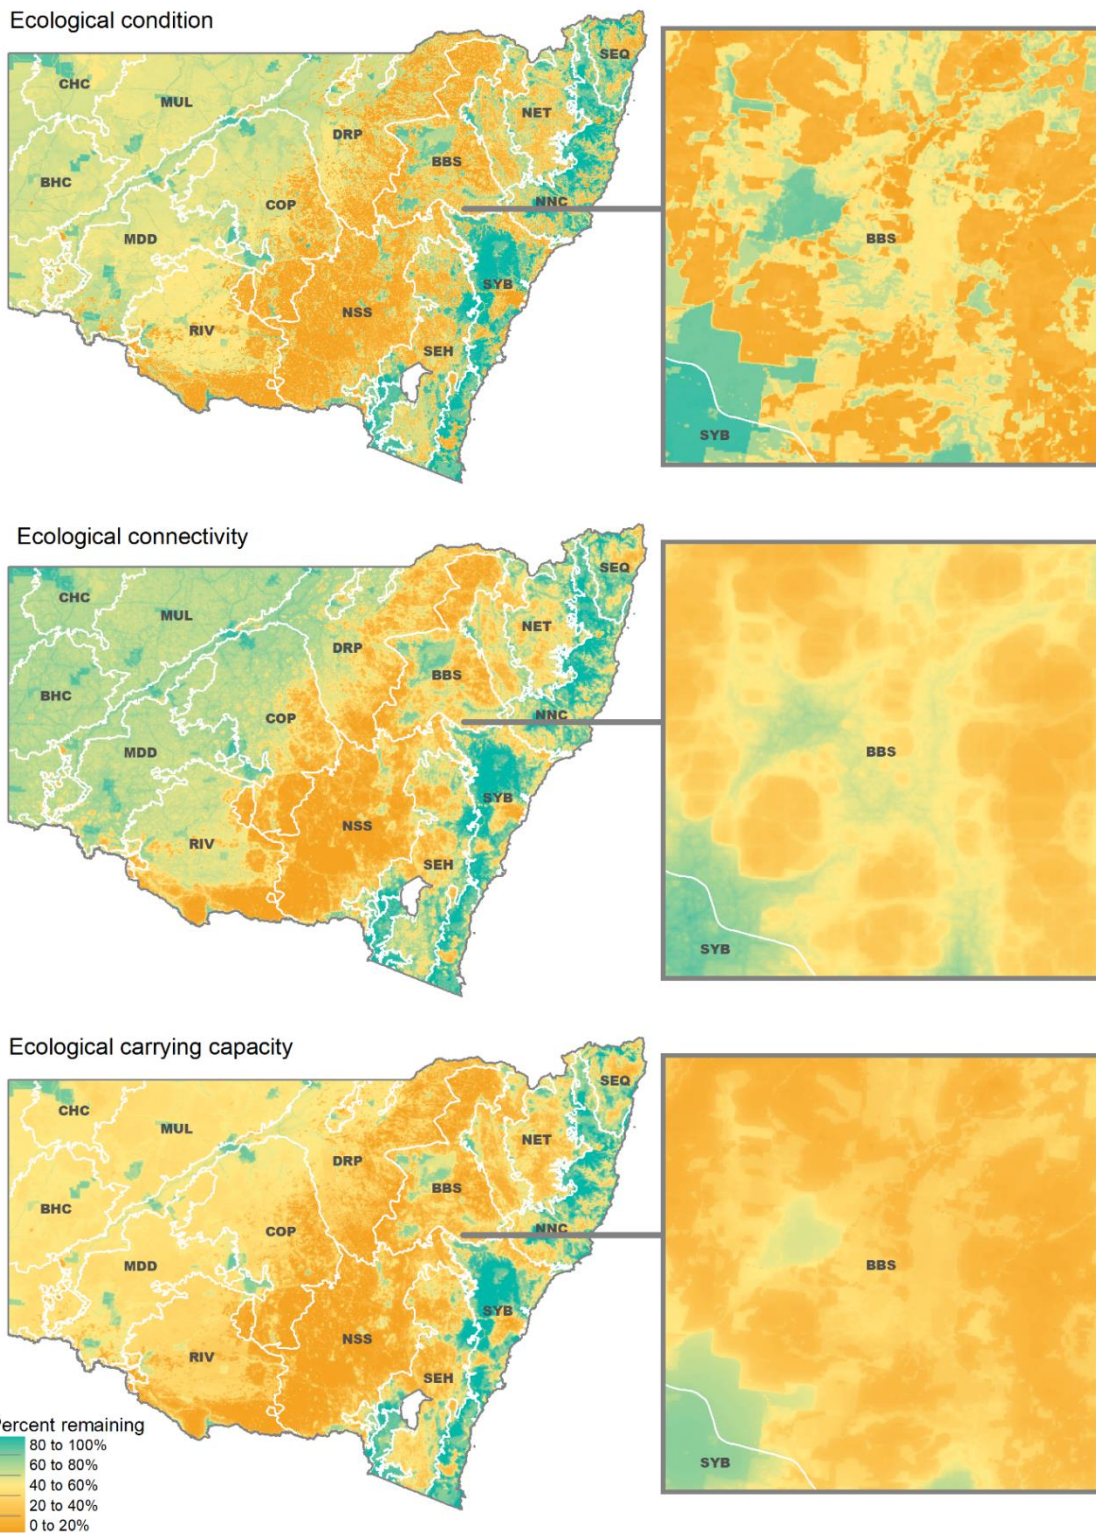 Ecological condition
CHC
MUL
BHC
MDD
COP
RIV
DRP
BBS
NET
SEQ
NNC
SYB
NSS
SEH
BBS
SYB
Ecological connectivity
CHC
MUL
BHC
MDD
COP
RIV
DRP
BBS
NET
SEQ
NNC
SYB
NSS
SEH
BBS
SYB
Ecological carrying capacity
CHC
MUL
BHC
MDD
COP
RIV
DRP
BBS
NET
SEQ
NNC
SYB
NSS
SEH
BBS
SYB
Percent remaining
80 to 100%
60 to 80%
40 to 60%
20 to 40%
0 to 20%